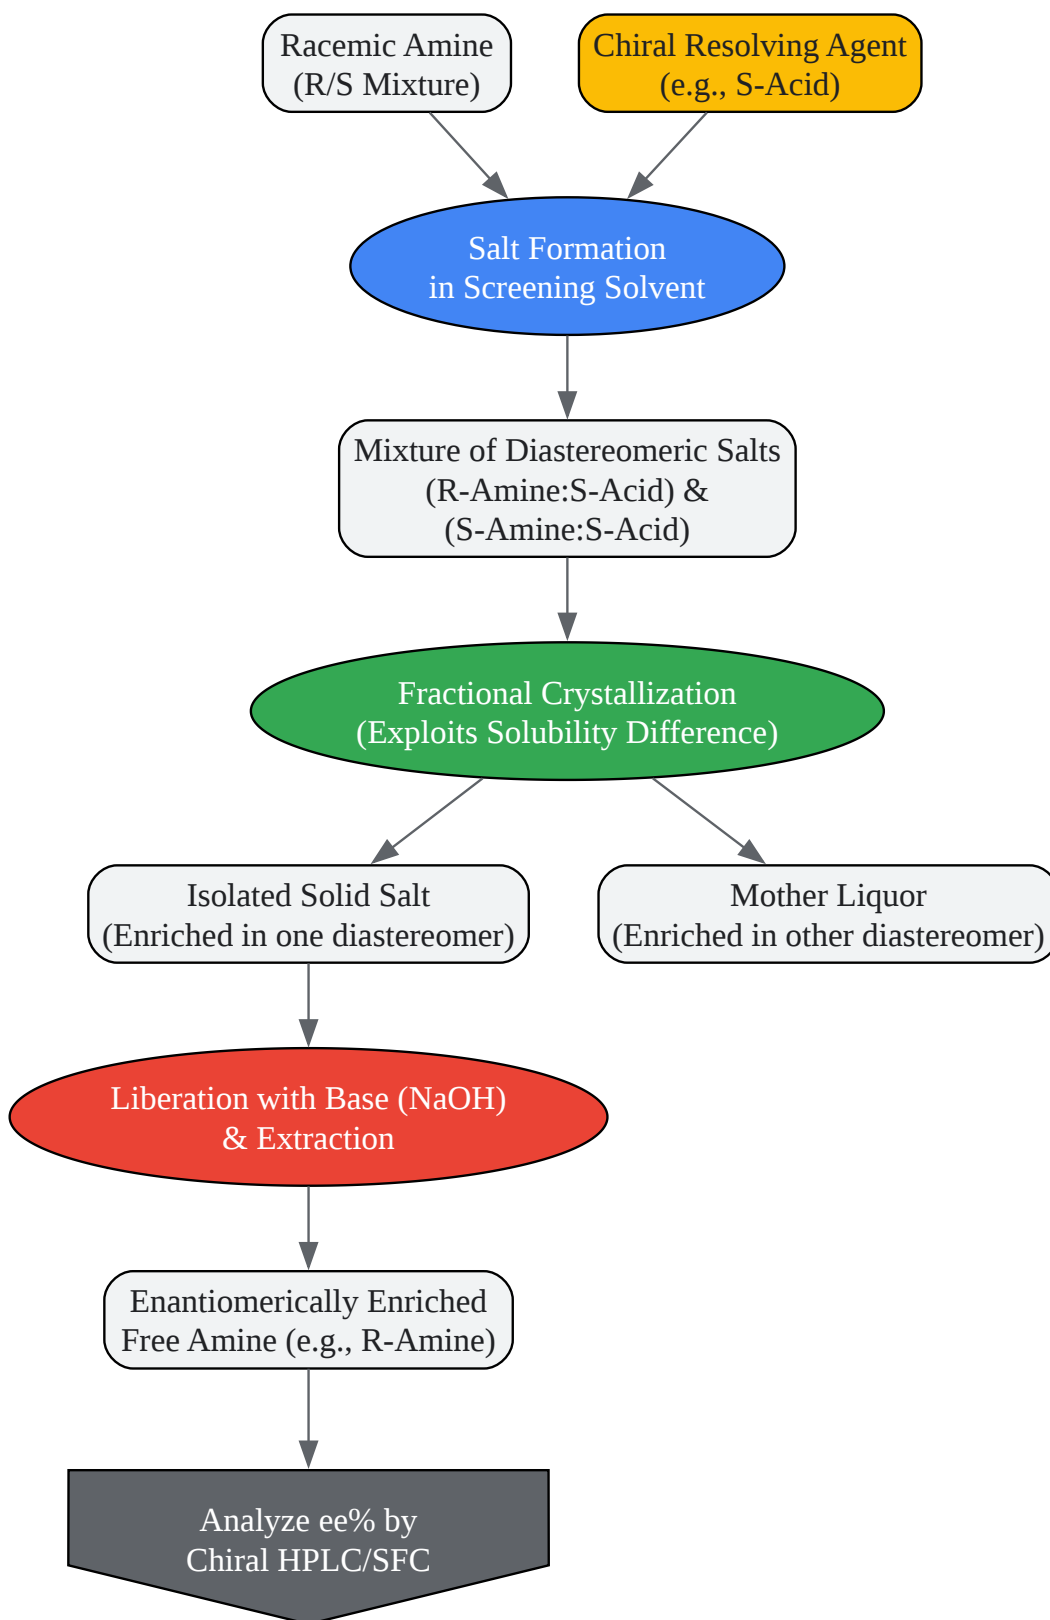 Racemic Amine
(R/S Mixture)
Chiral Resolving Agent
(e.g., S-Acid)
Salt Formation
in Screening Solvent
Mixture of Diastereomeric Salts
(R-Amine:S-Acid) &
(S-Amine:S-Acid)
Fractional Crystallization
(Exploits Solubility Difference)
Isolated Solid Salt
(Enriched in one diastereomer)
Mother Liquor
(Enriched in other diastereomer)
Liberation with Base (NaOH)
& Extraction
Enantiomerically Enriched
Free Amine (e.g., R-Amine)
Analyze ee% by
Chiral HPLC/SFC